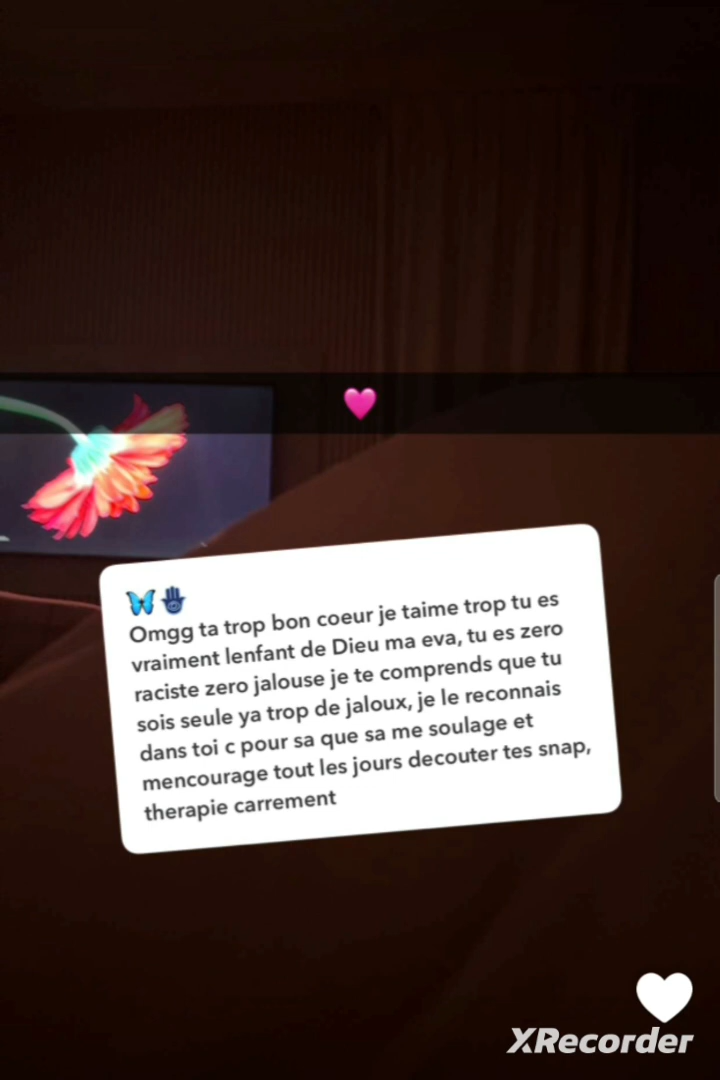 🩷
🦋🪬
Omgg ta trop bon coeur je taime trop tu es
vraiment lenfant de Dieu ma eva, tu es zero
raciste zero jalouse je te comprends que tu
sois seule ya trop de jaloux, je le reconnais
dans toi c pour sa que sa me soulage et
mencourage tout les jours decouter tes snap,
therapie carrement
XRecorder